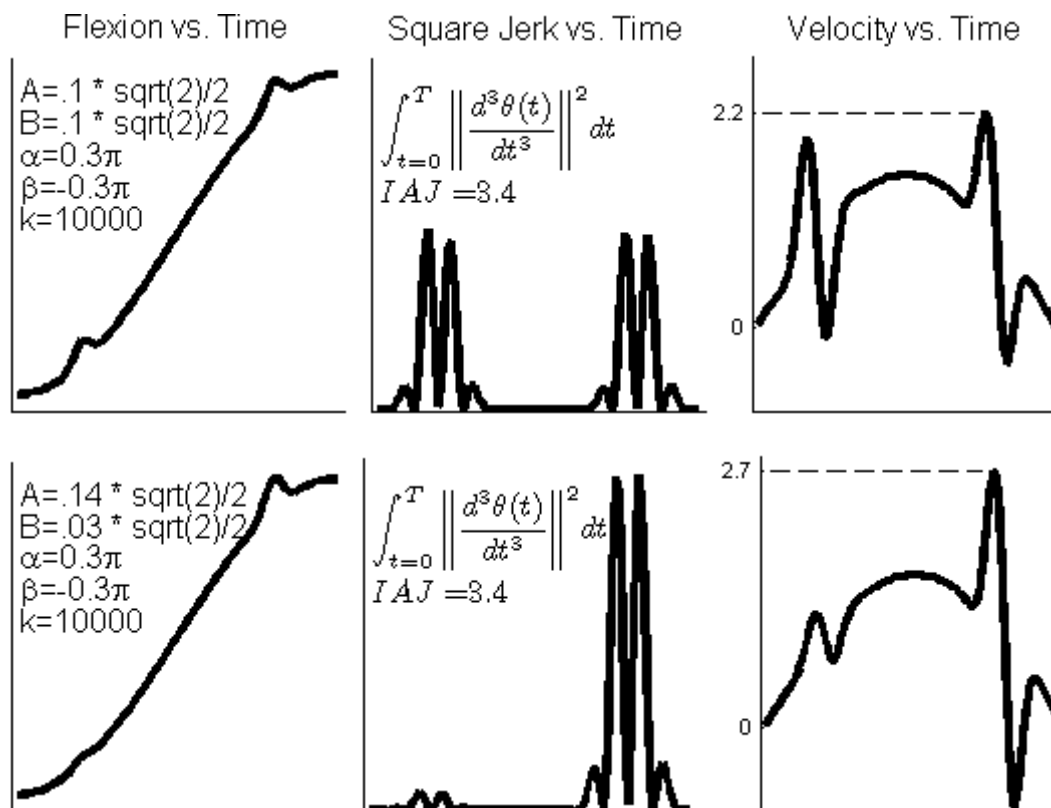 Flexion vs. Time
Square Jerk vs. Time
Velocity vs. Time
A=.1 * sqrt(2)/2
B=.1 * sqrt(2)/2
α=0.3π
β=-0.3π
k=10000
∫_{t=0}^{T} ‖d³θ(t)/dt³‖² dt
IAJ =3.4
2.2
0
A=.14 * sqrt(2)/2
B=.03 * sqrt(2)/2
α=0.3π
β=-0.3π
k=10000
∫_{t=0}^{T} ‖d³θ(t)/dt³‖² dt
IAJ =3.4
2.7
0